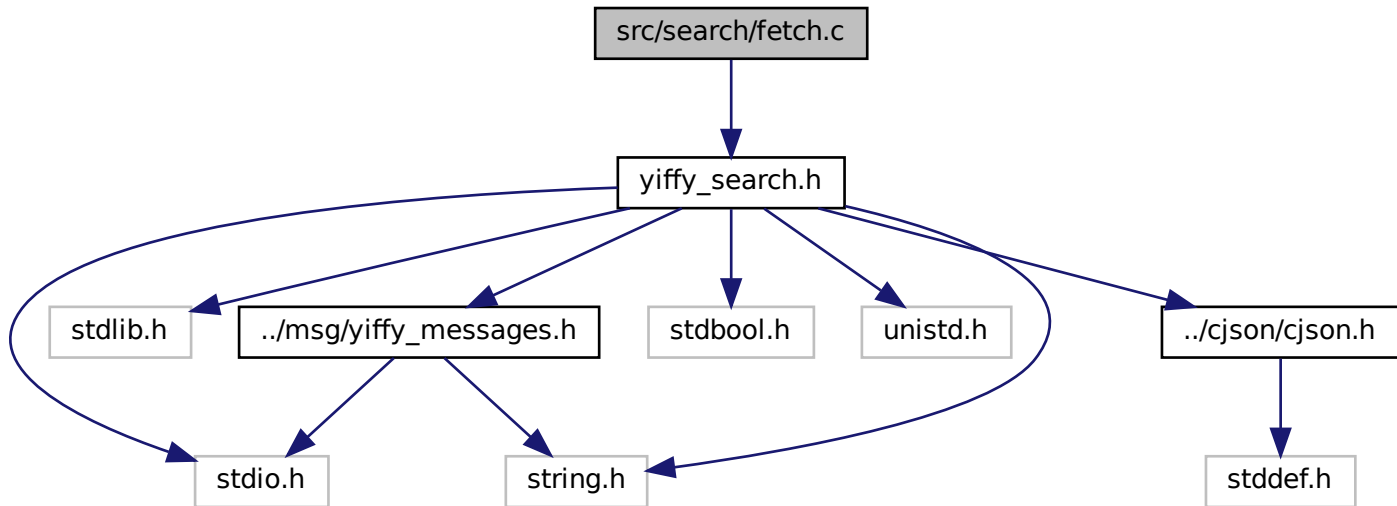 src/search/fetch.c
yiffy_search.h
stdlib.h
../msg/yiffy_messages.h
stdbool.h
unistd.h
../cjson/cjson.h
stdio.h
string.h
stddef.h